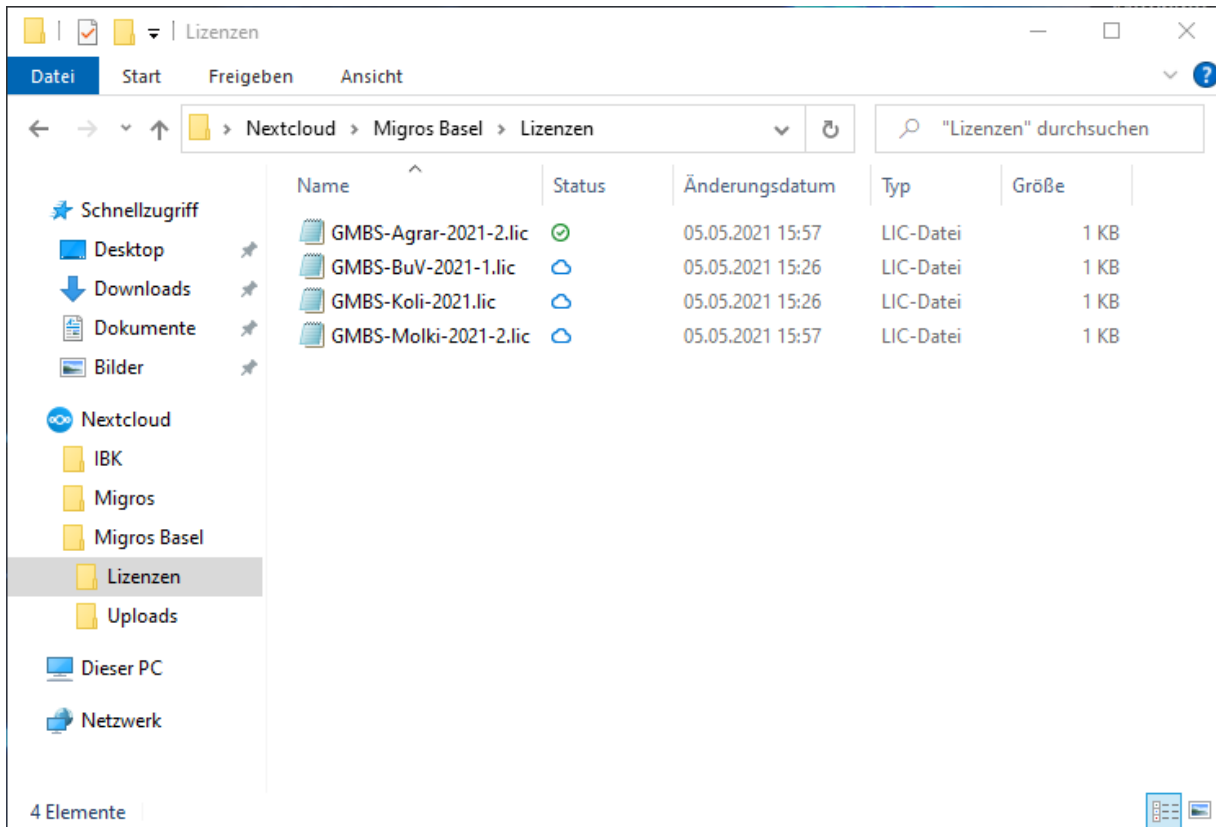 Lizenzen
Datei Start Freigeben Ansicht
Nextcloud Migros Basel Lizenzen "Lizenzen" durchsuchen
Name Status Änderungsdatum Typ Größe
Schnellzugriff
Desktop
Downloads
Dokumente
Bilder
Nextcloud
IBK
Migros
Migros Basel
Lizenzen
Uploads
Dieser PC
Netzwerk
GMBS-Agrar-2021-2.lic 05.05.2021 15:57 LIC-Datei 1 KB
GMBS-BuV-2021-1.lic 05.05.2021 15:26 LIC-Datei 1 KB
GMBS-Koli-2021.lic 05.05.2021 15:26 LIC-Datei 1 KB
GMBS-Molki-2021-2.lic 05.05.2021 15:57 LIC-Datei 1 KB
4 Elemente